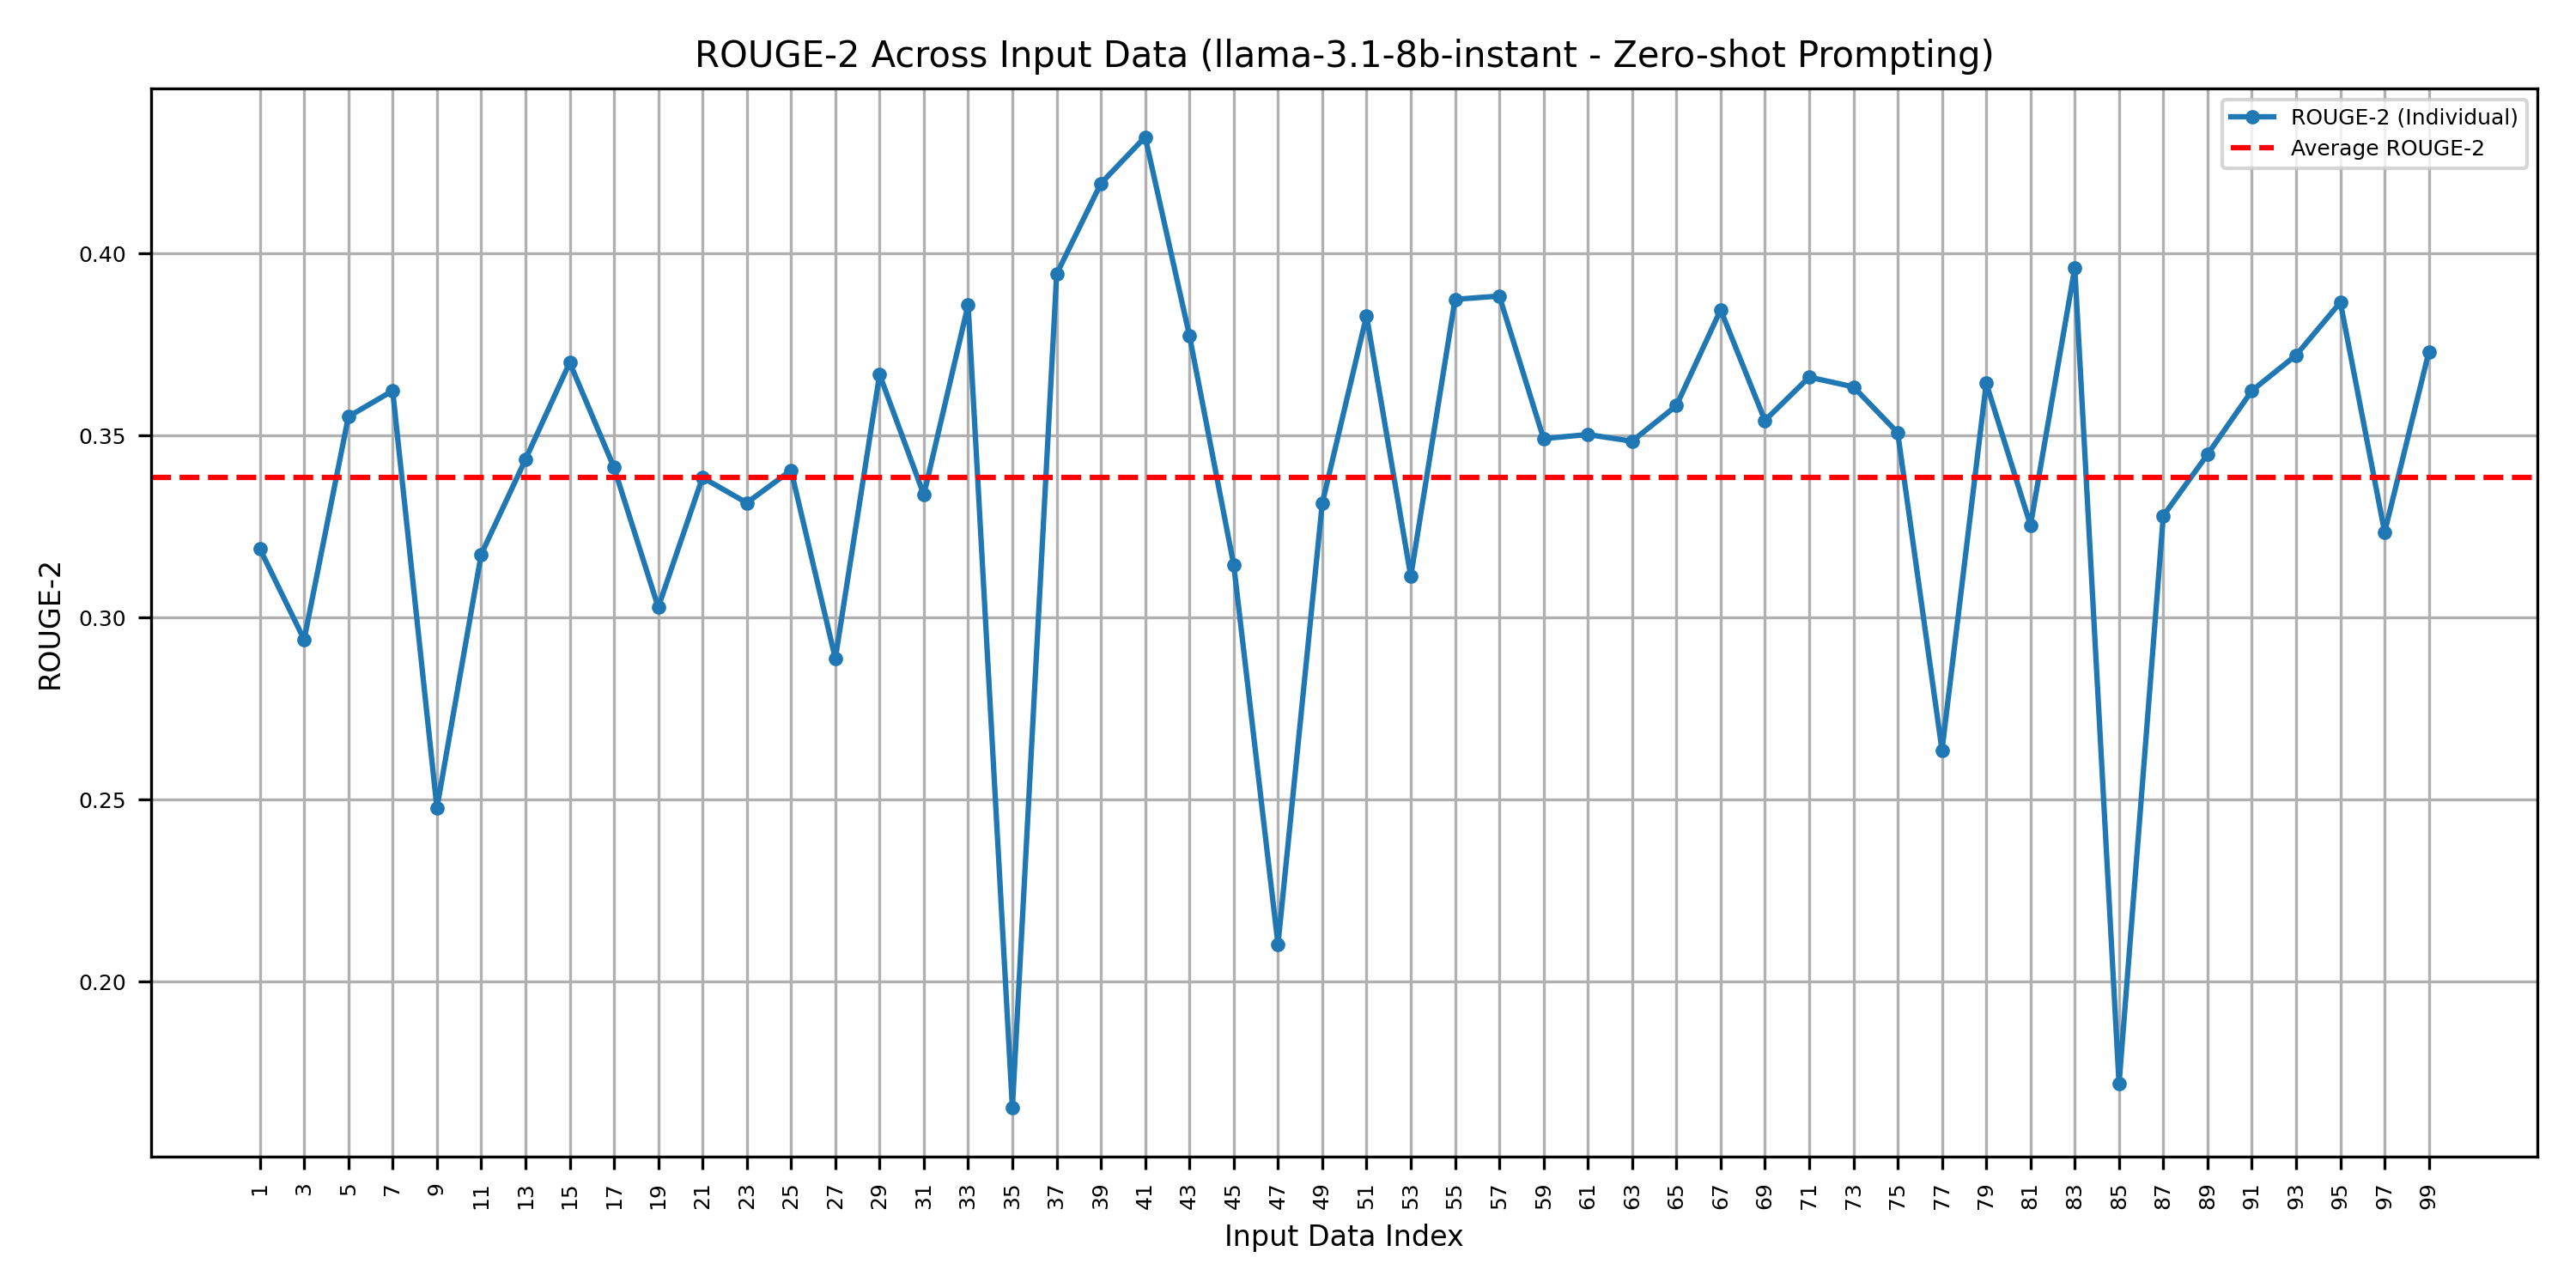 ROUGE-2 Across Input Data (llama-3.1-8b-instant - Zero-shot Prompting)
ROUGE-2 (Individual)
Average ROUGE-2
0.40
0.35
0.30
0.25
0.20
ROUGE-2
1 3 5 7 9 11 13 15 17 19 21 23 25 27 29 31 33 35 37 39 41 43 45 47 49 51 53 55 57 59 61 63 65 67 69 71 73 75 77 79 81 83 85 87 89 91 93 95 97 99
Input Data Index